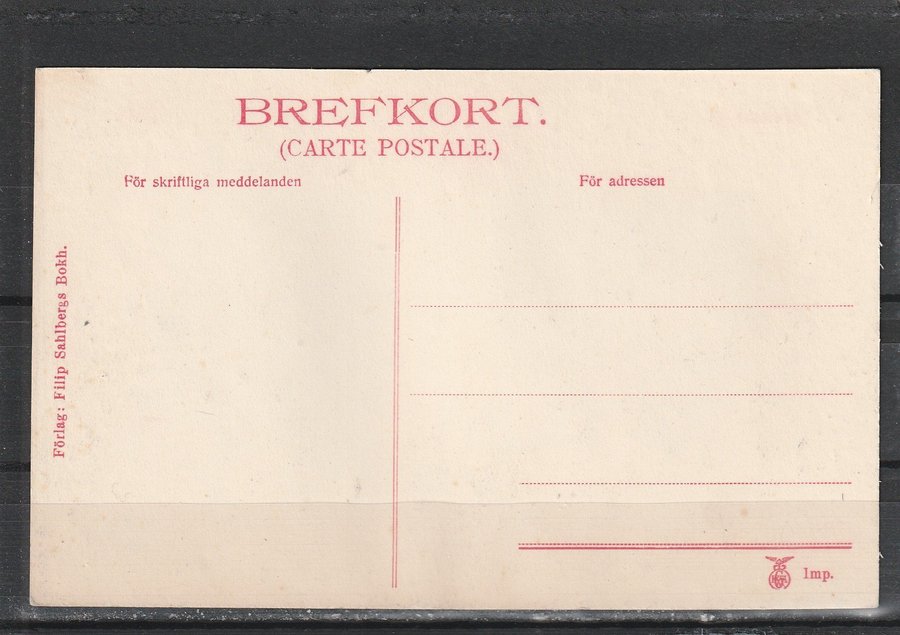 BREFKORT.
(CARTE POSTALE.)
För skriftliga meddelanden
För adressen
Förlag: Filip Sahlbergs Bokh.
Imp.